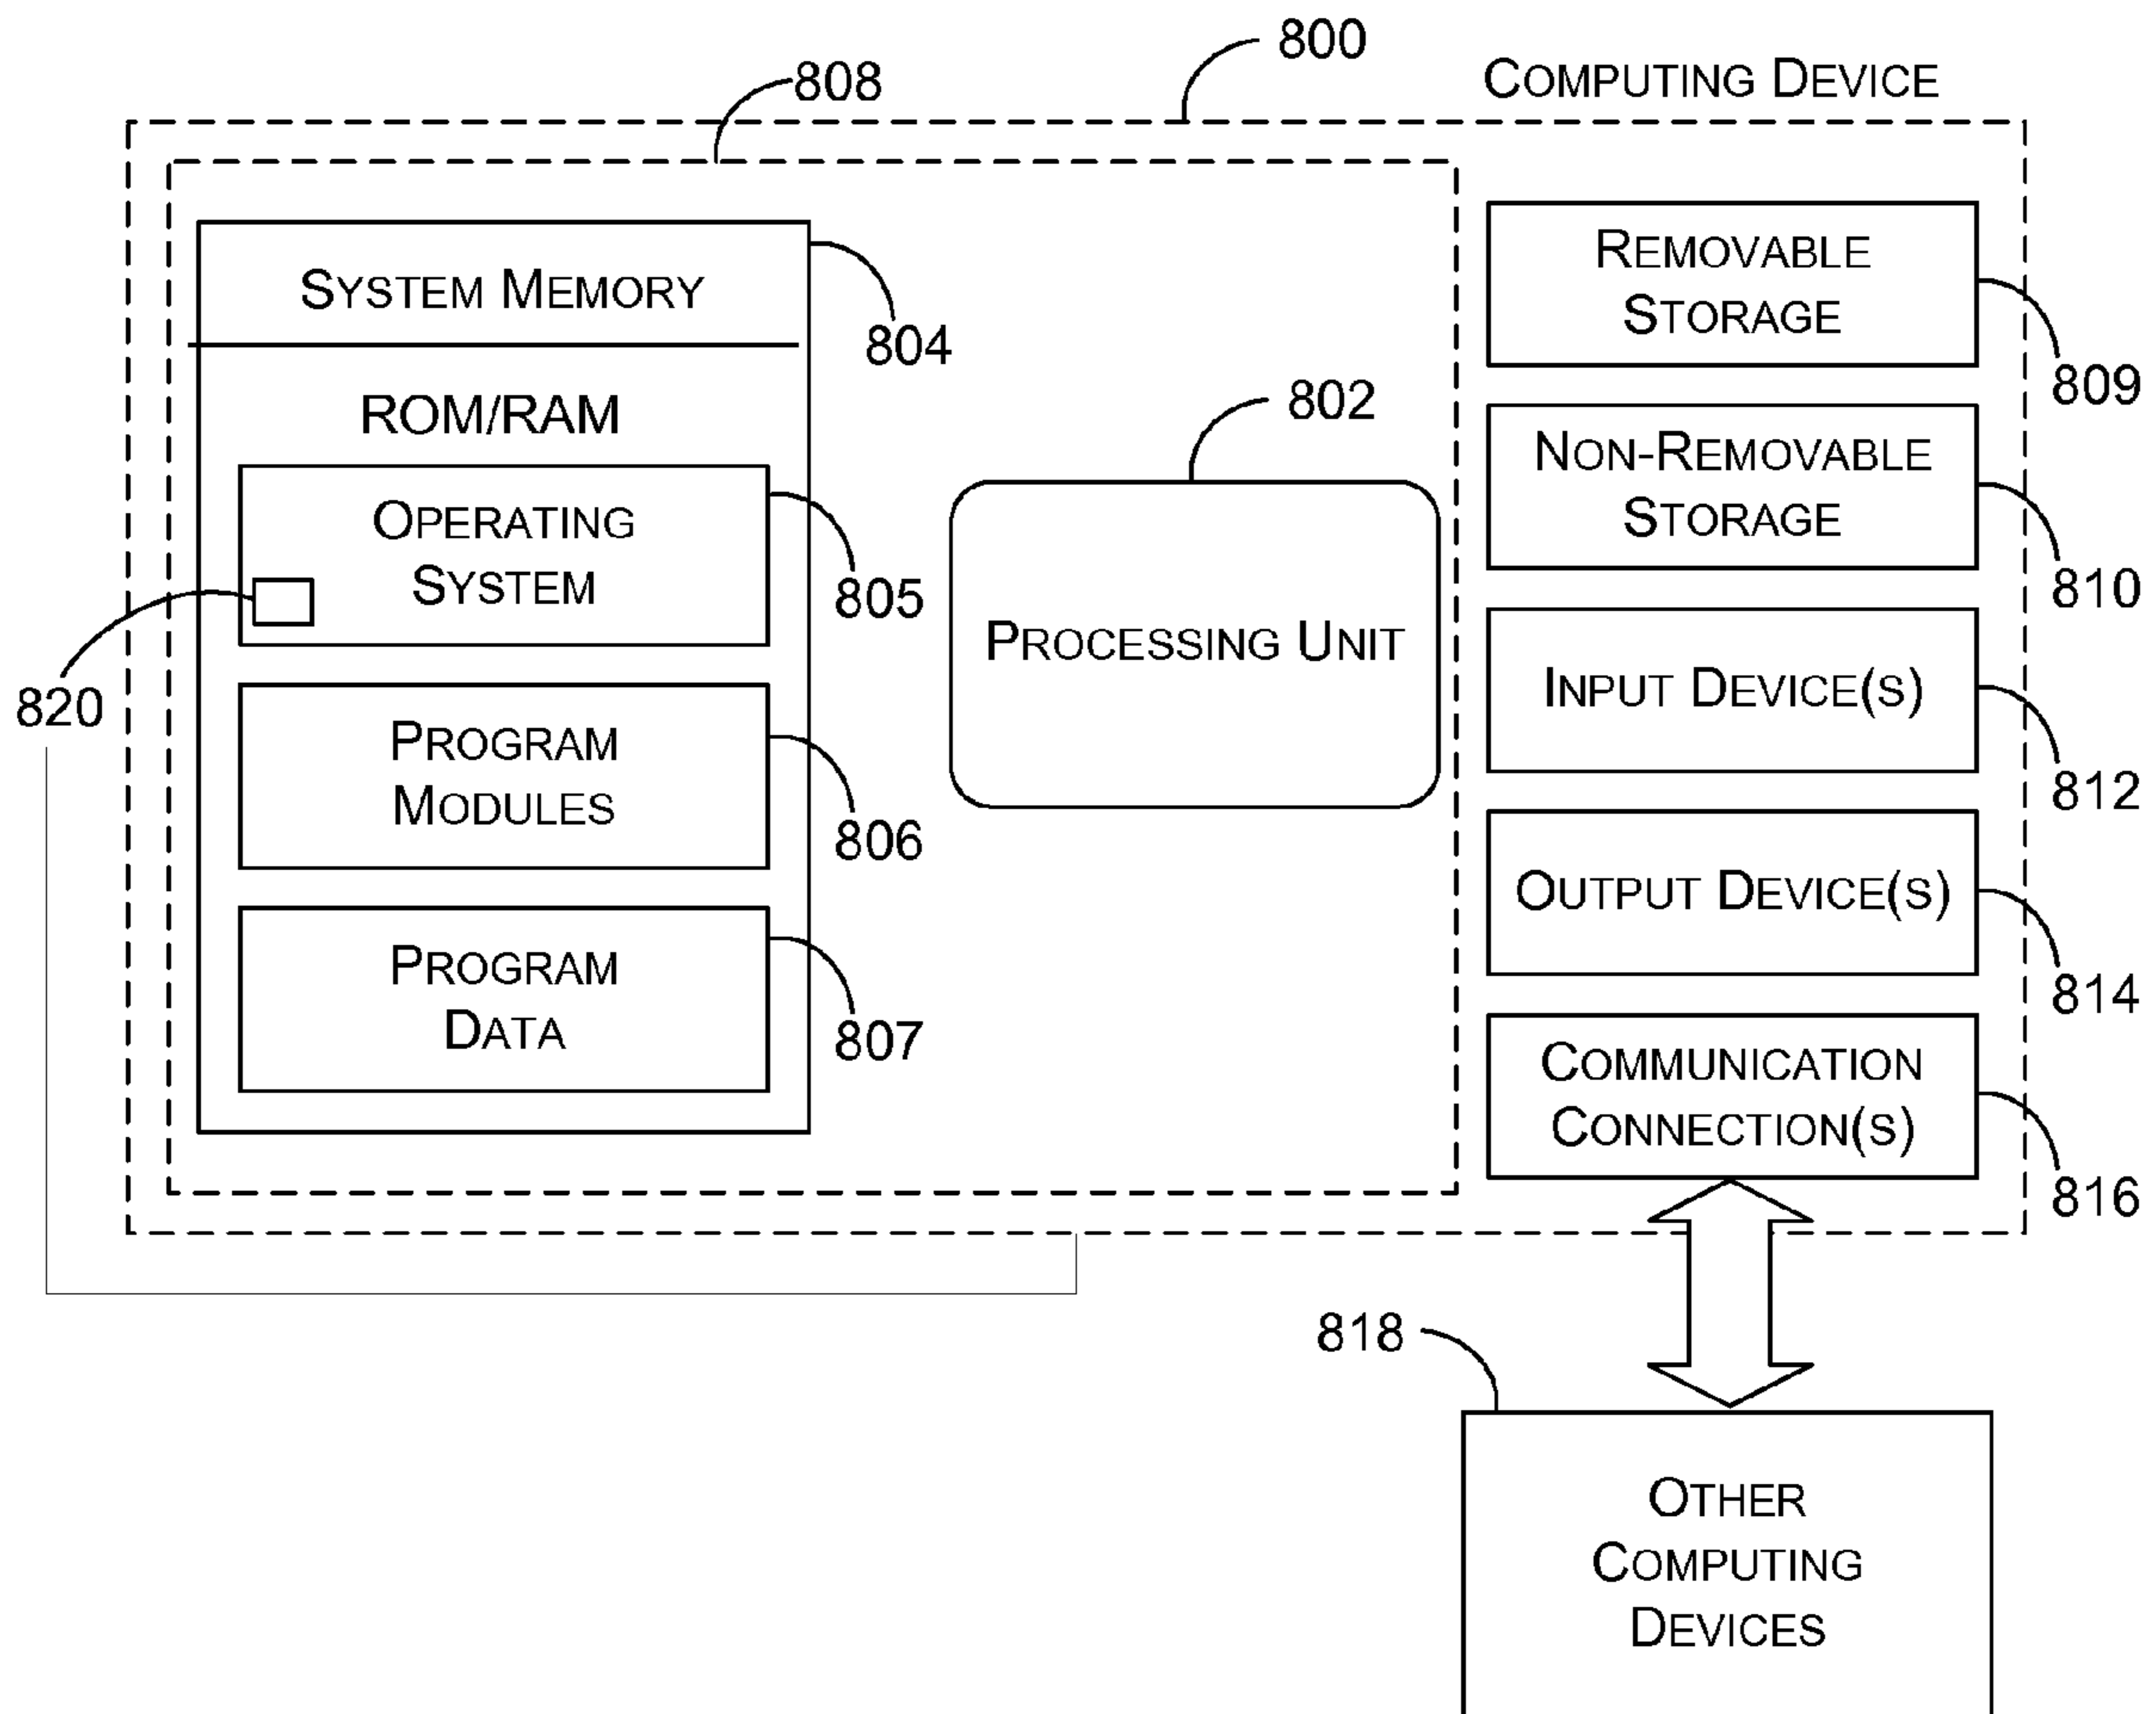 800
808
COMPUTING DEVICE
SYSTEM MEMORY
804
ROM/RAM
OPERATING
SYSTEM
805
820
PROGRAM
MODULES
806
PROGRAM
DATA
807
802
PROCESSING UNIT
REMOVABLE
STORAGE
809
NON-REMOVABLE
STORAGE
810
INPUT DEVICE(S)
812
OUTPUT DEVICE(S)
814
COMMUNICATION
CONNECTION(S)
816
818
OTHER
COMPUTING
DEVICES